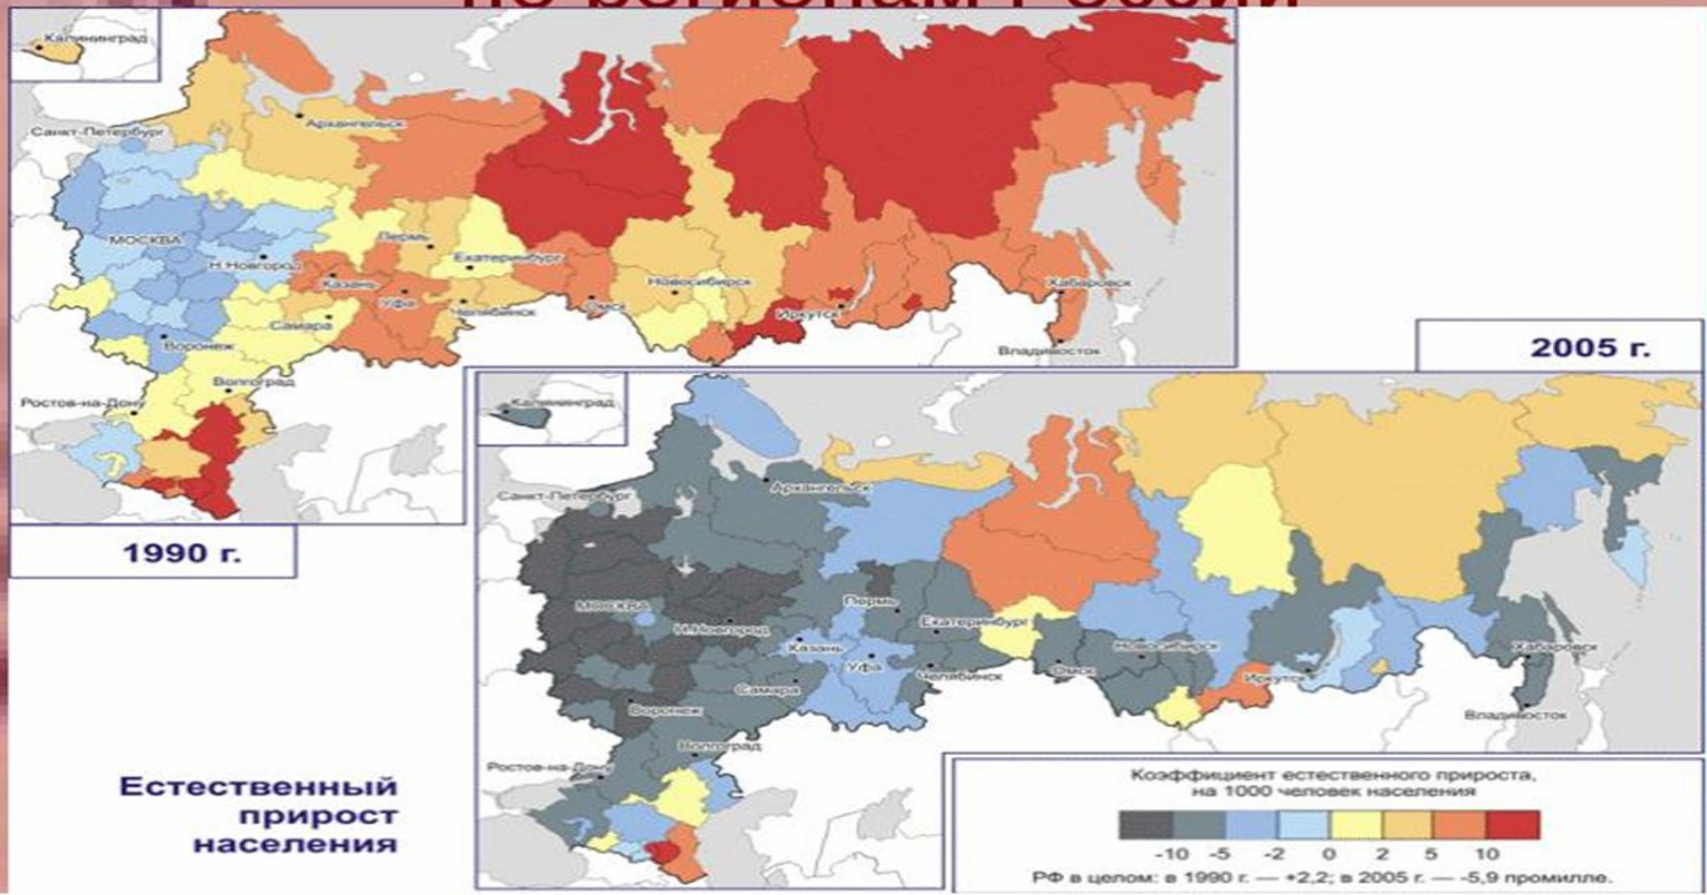 по регионам России
Калининград
Санкт-Петербург
Архангельск
МОСКВА
Н.Новгород
Пермь
Екатеринбург
Казань
Уфа
Челябинск
Самара
Омск
Новосибирск
Иркутск
Хабаровск
Владивосток
Воронеж
Волгоград
Ростов-на-Дону
1990 г.
2005 г.
Калининград
Санкт-Петербург
Архангельск
МОСКВА
Н.Новгород
Пермь
Екатеринбург
Казань
Уфа
Челябинск
Самара
Омск
Новосибирск
Иркутск
Хабаровск
Владивосток
Воронеж
Волгоград
Ростов-на-Дону
Естественный
прирост
населения
Коэффициент естественного прироста,
на 1000 человек населения
-10 -5 -2 0 2 5 10
РФ в целом: в 1990 г. — +2,2; в 2005 г. — -5,9 промилле.